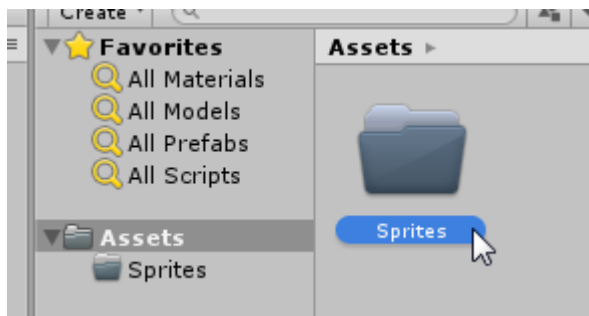 Create
Favorites
All Materials
All Models
All Prefabs
All Scripts
Assets
Sprites
Assets
Sprites